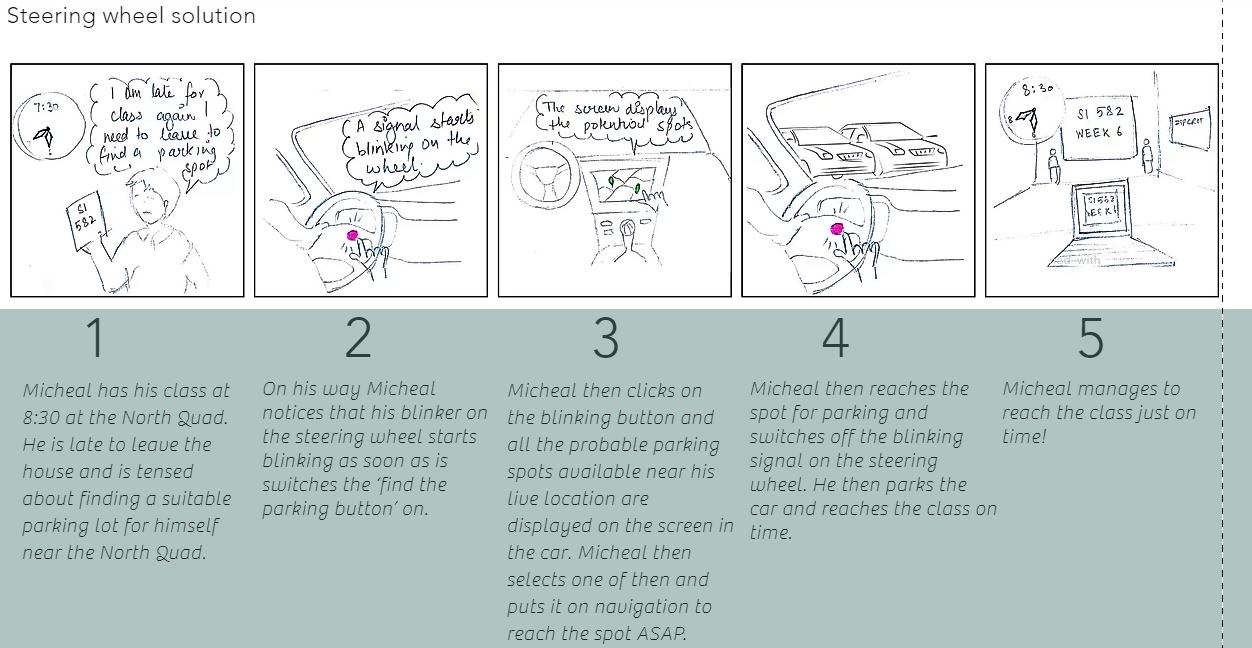 Steering wheel solution
7:30
I am late for
class again I
need to leave to
find a parking
spot
SI
582
A signal starts
blinking on the
wheel.
The screen displays
the potential spots
8:30
SI 582
WEEK 6
SI 582
WEEK 6
1
Micheal has his class at
8:30 at the North Quad.
He is late to leave the
house and is tensed
about finding a suitable
parking lot for himself
near the North Quad.
2
On his way Micheal
notices that his blinker on
the steering wheel starts
blinking as soon as is
switches the ‘find the
parking button’ on.
3
Micheal then clicks on
the blinking button and
all the probable parking
spots available near his
live location are
displayed on the screen in
the car. Micheal then
selects one of then and
puts it on navigation to
reach the spot ASAP.
4
Micheal then reaches the
spot for parking and
switches off the blinking
signal on the steering
wheel. He then parks the
car and reaches the class on
time.
5
Micheal manages to
reach the class just on
time!